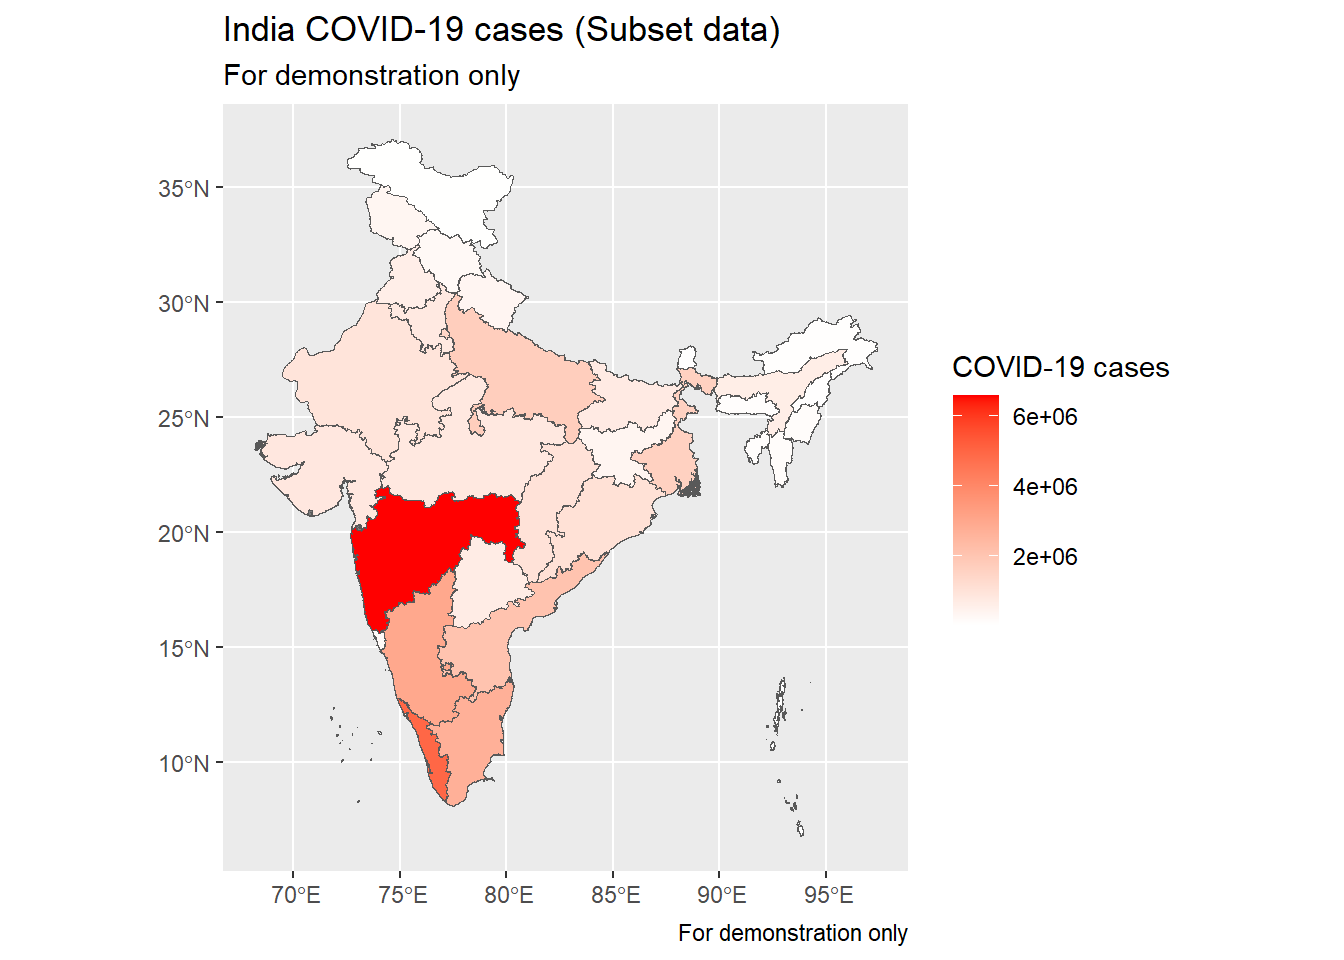 India COVID-19 cases (Subset data)
For demonstration only
35°N
30°N
25°N
20°N
15°N
10°N
70°E 75°E 80°E 85°E 90°E 95°E
COVID-19 cases
6e+06
4e+06
2e+06
For demonstration only